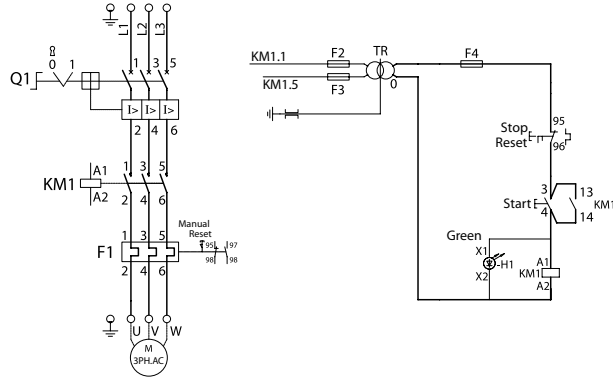 L1 L2 L3
0 1
Q1
1 3 5
I> I> I>
2 4 6
KM1
A1
A2
1 3 5
2 4 6
F1
1 3 5
2 4 6
Manual
Reset
95 97
98 98
U V W
M
3PH.AC
KM1.1
KM1.5
F2
F3
TR
0
F4
Stop
Reset
95
96
Start
3
4
13
14
KM1
Green
X1
X2
-H1
KM1
A1
A2